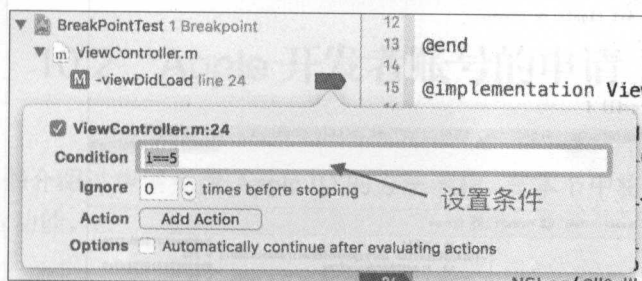 BreakPointTest 1 Breakpoint
m ViewController.m
M -viewDidLoad line 24
12
13 @end
14
15 @implementation View
ViewController.m:24
Condition i==5
Ignore 0 times before stopping
设置条件
Action Add Action
Options Automatically continue after evaluating actions